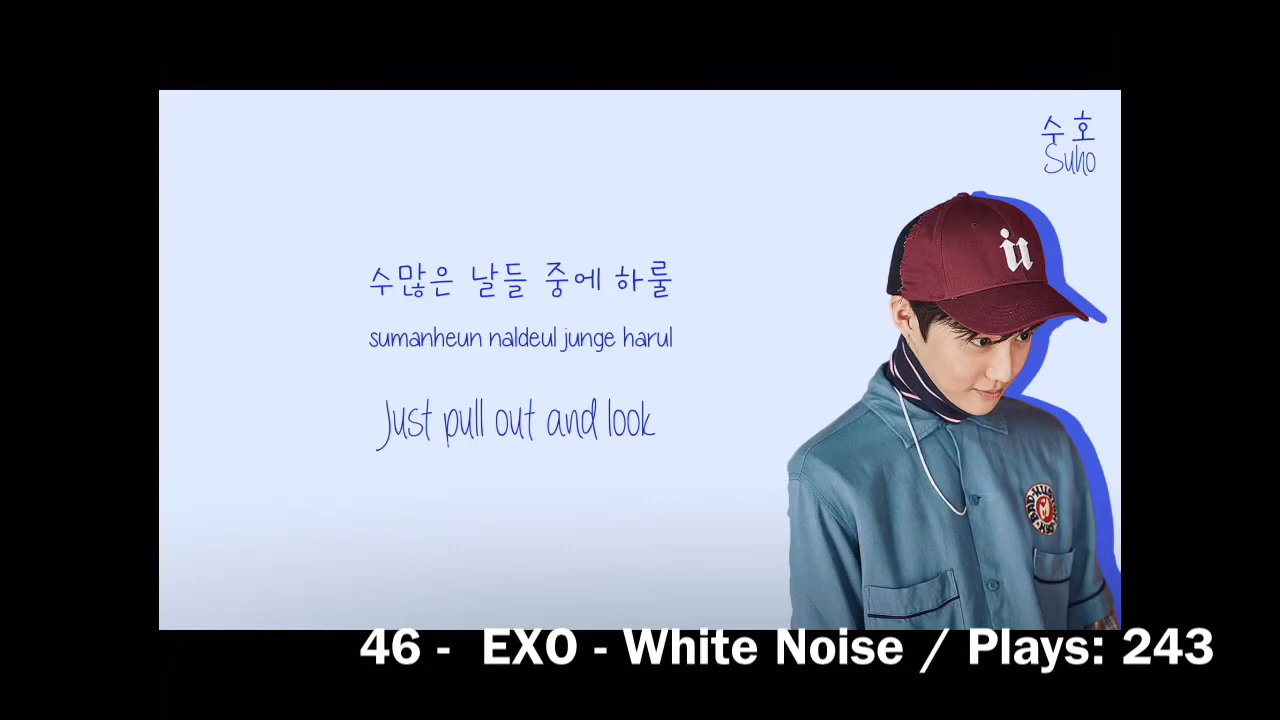 수호
Suho
수많은 날들 중에 하룰
sumanheun naldeul junge harul
Just pull out and look
46 - EXO - White Noise / Plays: 243